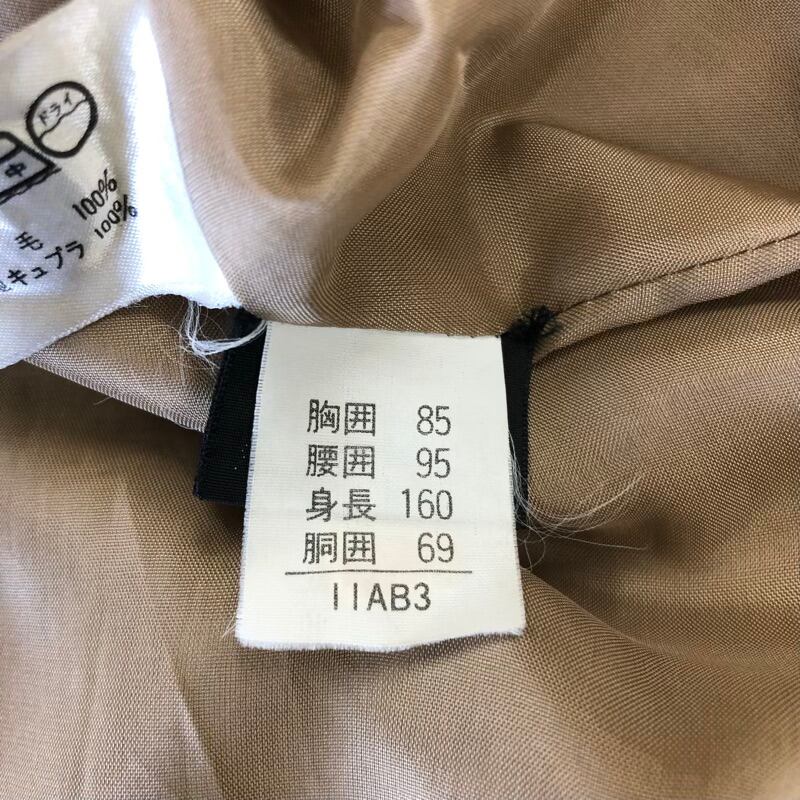 ドライ
中
毛 100%
キュプラ 100%
胸囲 85
腰囲 95
身長 160
胴囲 69
11AB3